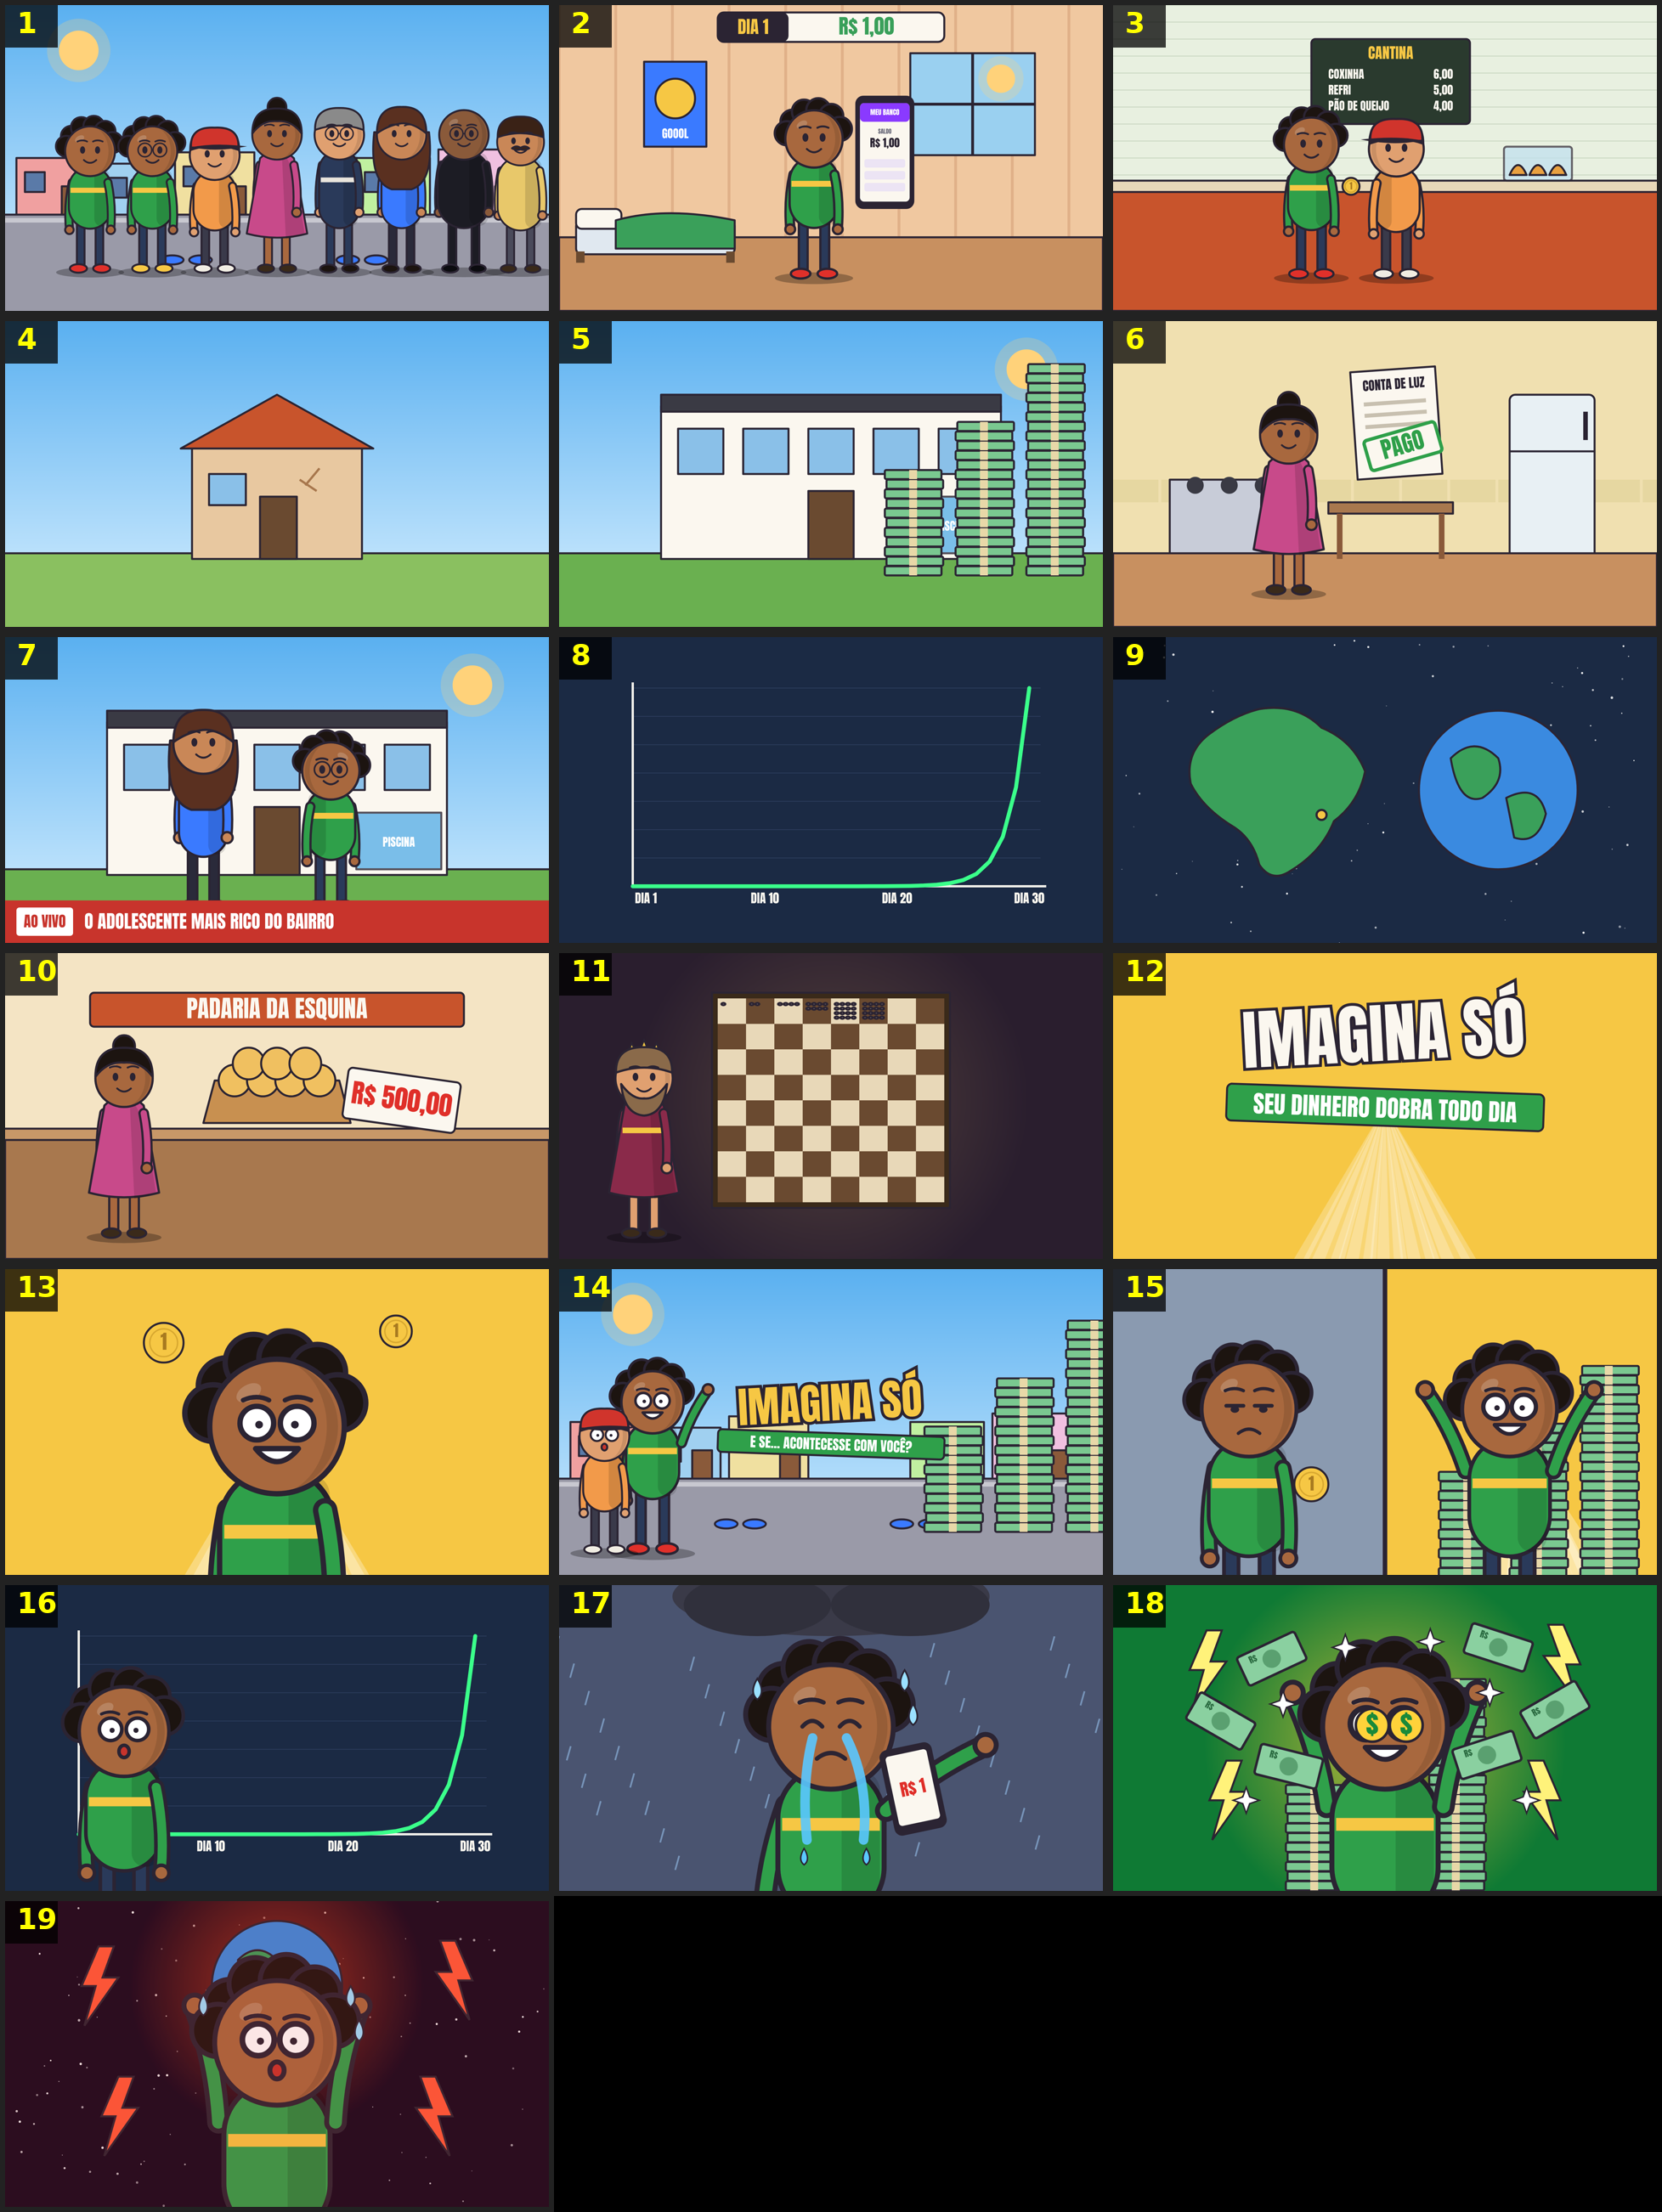 1
2
DIA 1 R$ 1,00
GOOOL
MEU BANCO
SALDO
R$ 1,00
3
CANTINA
COXINHA 6,00
REFRI 5,00
PÃO DE QUEIJO 4,00
1
4
5
6
CONTA DE LUZ
PAGO
7
PISCINA
AO VIVO O ADOLESCENTE MAIS RICO DO BAIRRO
8
DIA 1 DIA 10 DIA 20 DIA 30
9
10
PADARIA DA ESQUINA
R$ 500,00
11
12
IMAGINA SÓ
SEU DINHEIRO DOBRA TODO DIA
13
1
1
14
IMAGINA SÓ
E SE... ACONTECESSE COM VOCÊ?
15
1
16
DIA 10 DIA 20 DIA 30
17
R$ 1
18
R$
R$
R$
R$
R$
R$
$ $
19